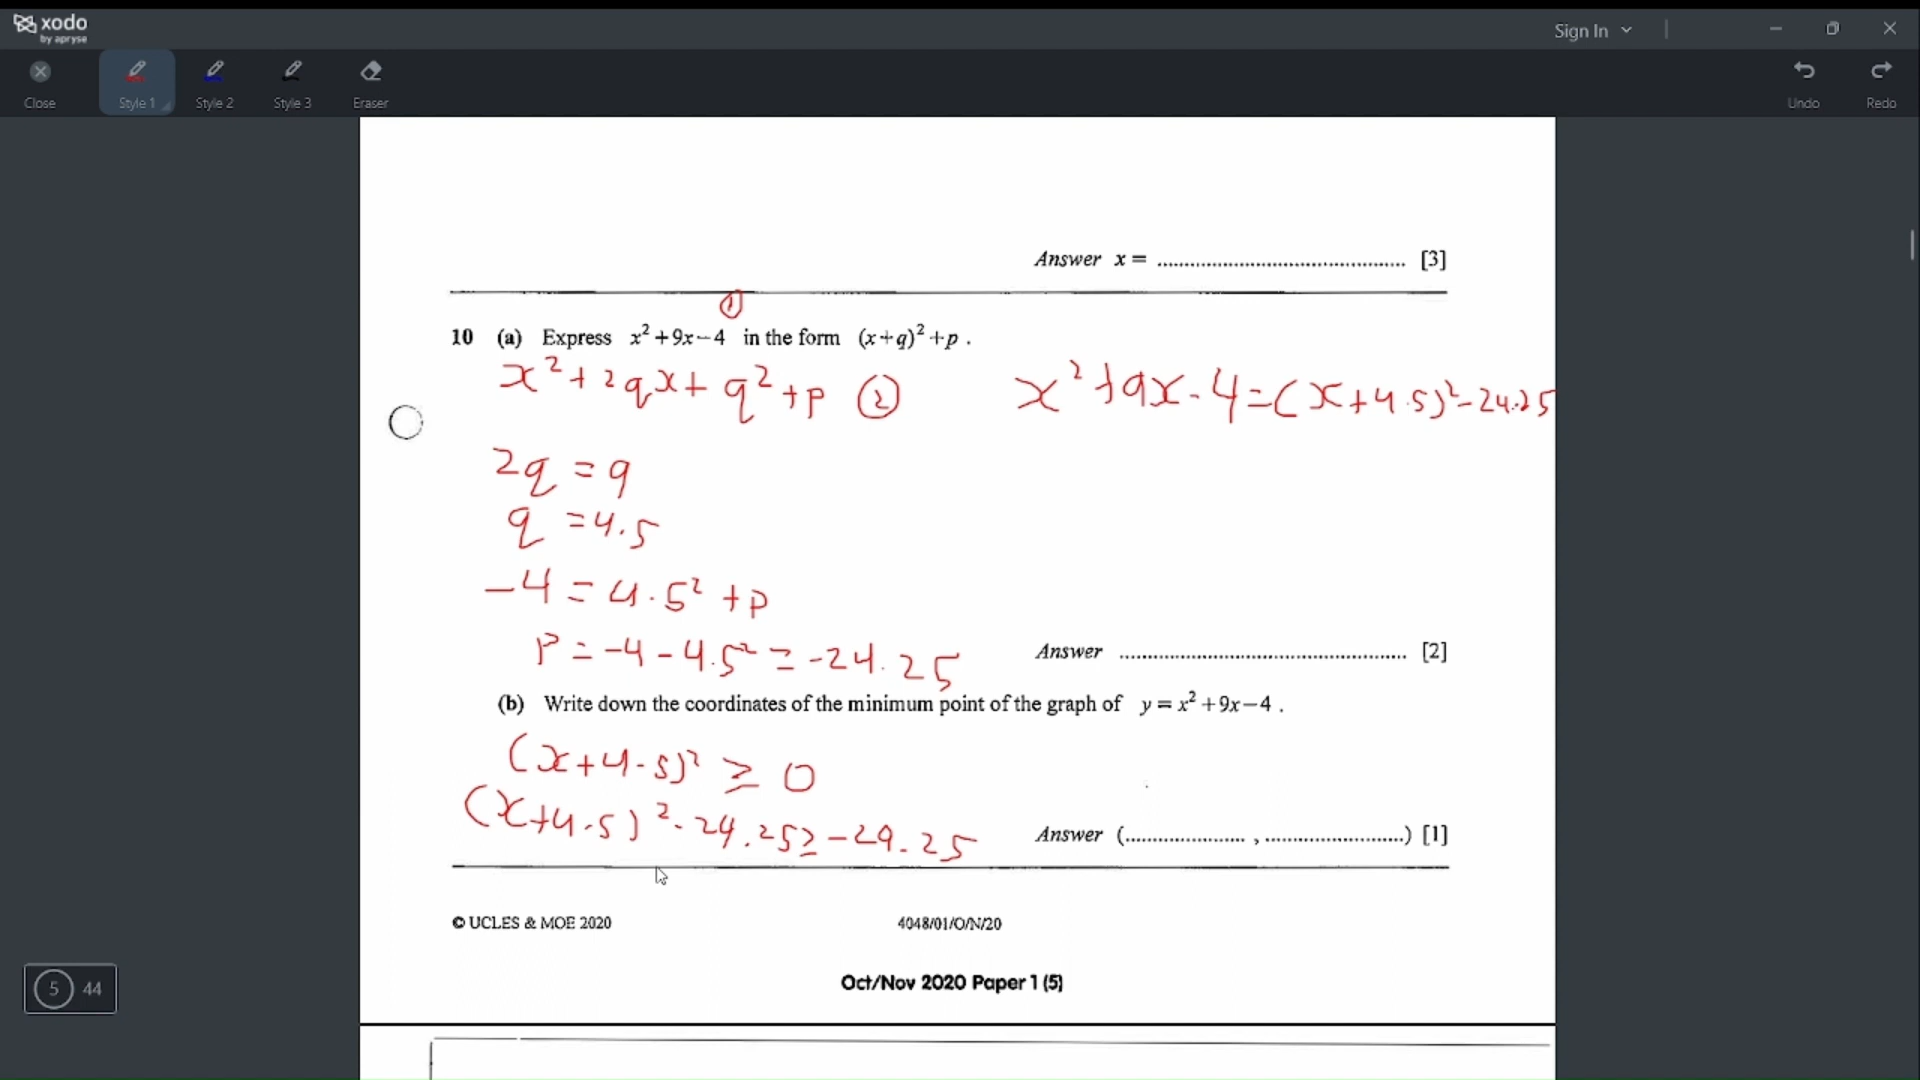 xodo
by apryse
Sign In
Close
Style 1
Style 2
Style 3
Eraser
Undo
Redo
Answer x = ............................................. [3]
①
10 (a) Express x² + 9x − 4 in the form (x + q)² + p .
x² + 2qx + q² + p ②
x² + 9x - 4 = (x + 4.5)² - 24.25
2q = 9
q = 4.5
-4 = 4.5² + p
P = -4 - 4.5² = -24.25
Answer .................................................... [2]
(b) Write down the coordinates of the minimum point of the graph of y = x² + 9x − 4 .
(x + 4.5)² ≥ 0
(x + 4.5)² - 24.25 ≥ -29.25
Answer (...................... , .........................) [1]
© UCLES & MOE 2020
4048/01/O/N/20
Oct/Nov 2020 Paper 1 (5)
5 44